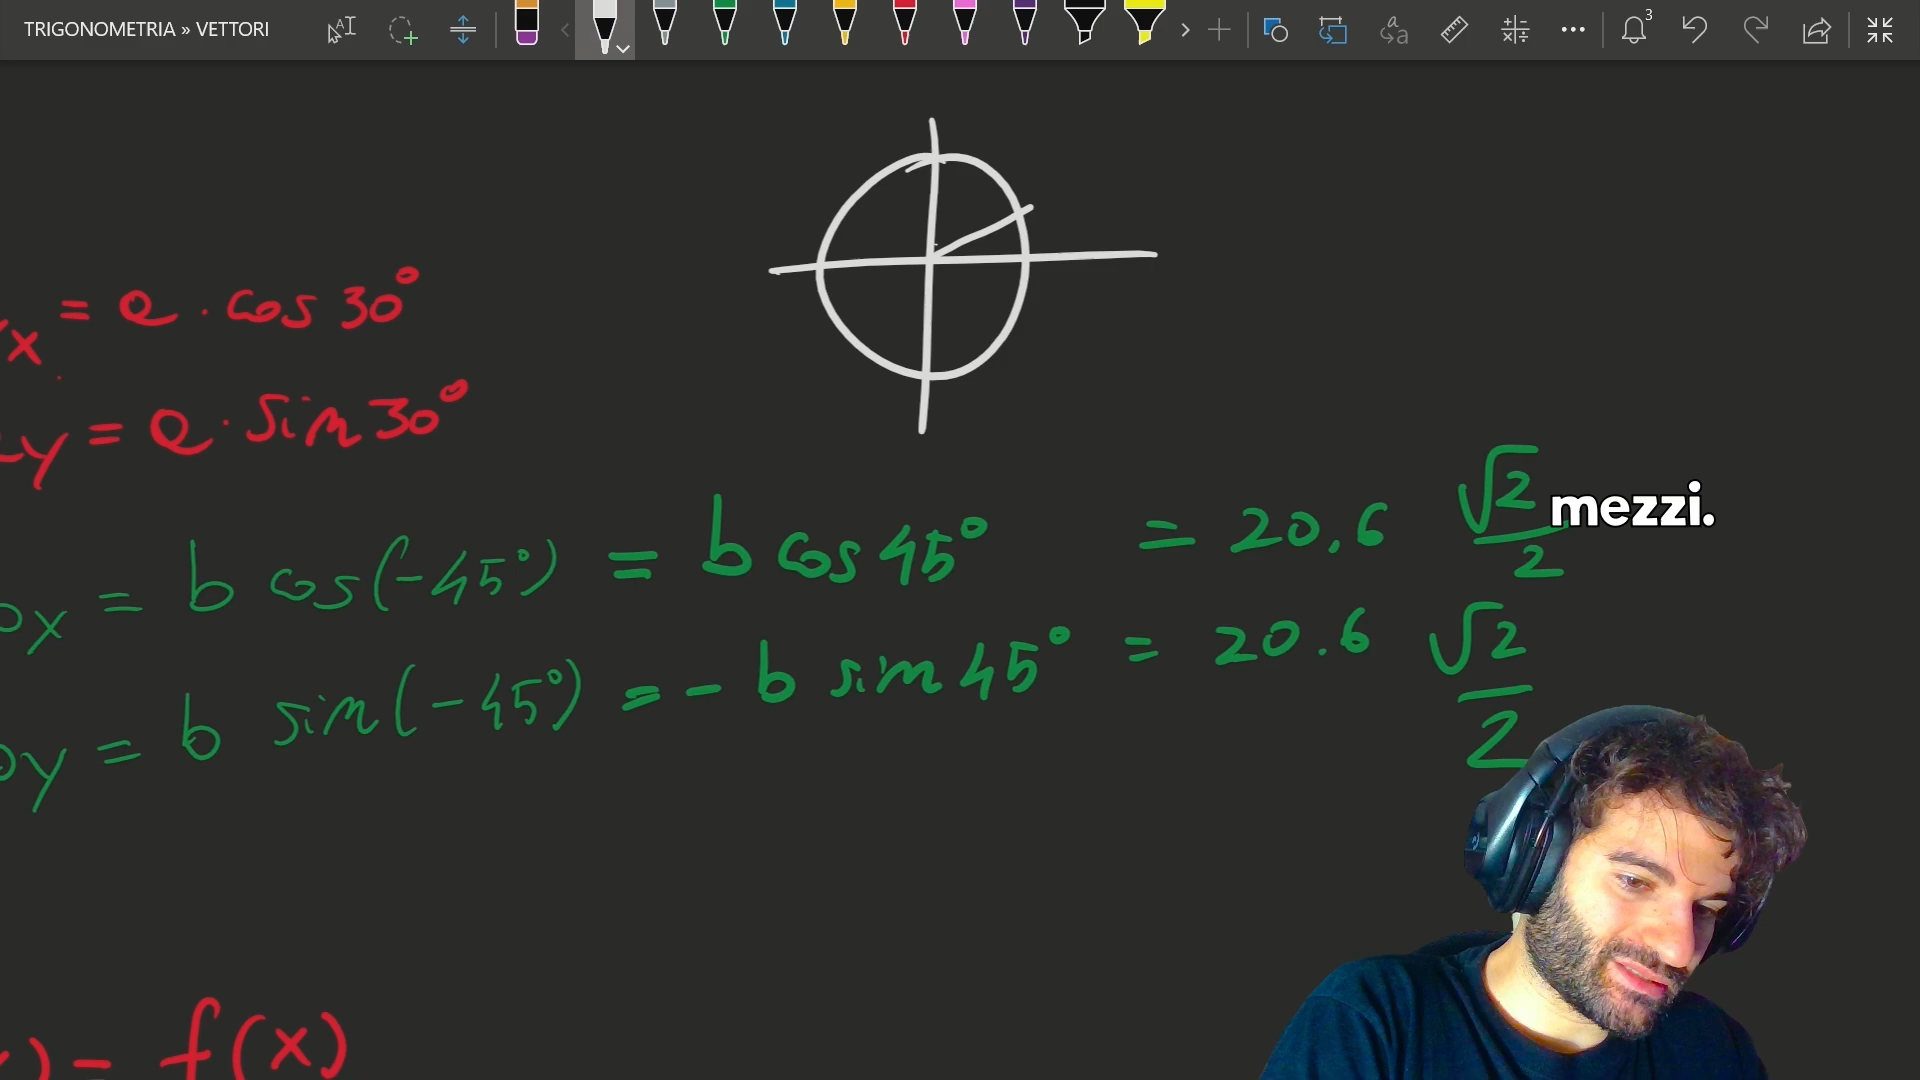 TRIGONOMETRIA » VETTORI
3
x = a · cos 30°
y = a · sin 30°
x = b cos(-45°) = b cos 45° = 20,6 √2/2
mezzi.
y = b sin(-45°) = - b sin 45° = 20.6 √2/2
) = f(x)